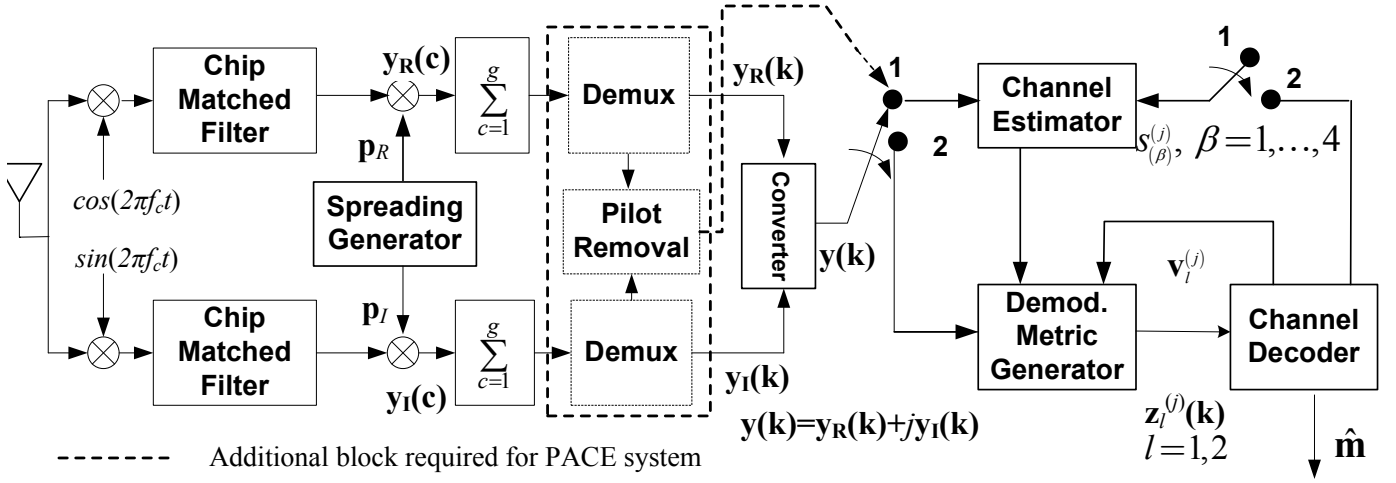 Chip
Matched
Filter
y_R(c)
g
∑
c=1
Demux
y_R(k)
1
2
Channel
Estimator
1
2
s_(β)^(j), β = 1,…,4
cos(2πf_ct)
p_R
Spreading
Generator
Pilot
Removal
Converter
y(k)
v_l^(j)
sin(2πf_ct)
p_I
Chip
Matched
Filter
y_I(c)
g
∑
c=1
Demux
y_I(k)
Demod.
Metric
Generator
Channel
Decoder
y(k)=y_R(k)+jy_I(k)
z_l^(j)(k)
l = 1,2
m̂
Additional block required for PACE system